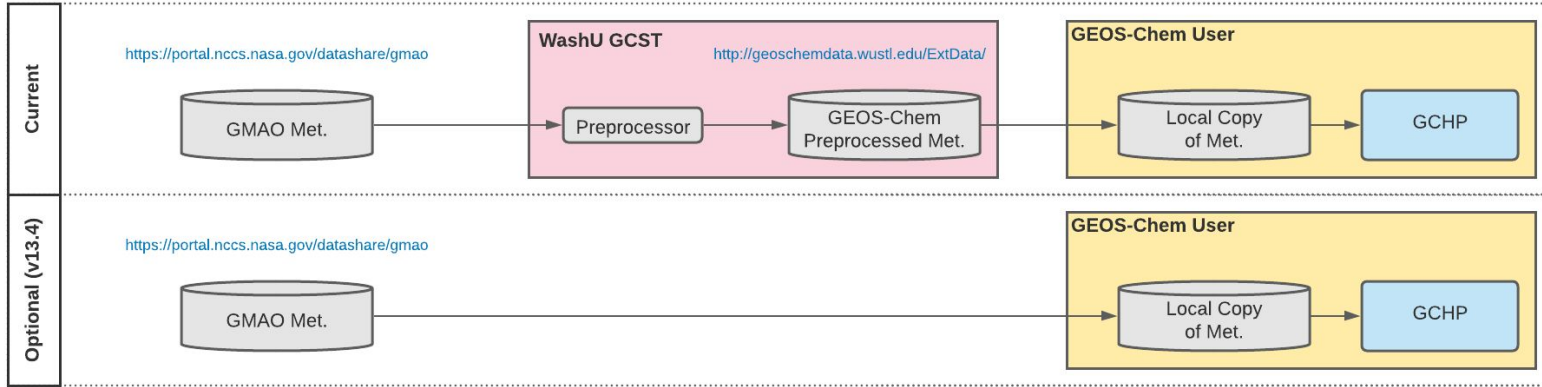 Current
https://portal.nccs.nasa.gov/datashare/gmao
GMAO Met.
WashU GCST
http://geoschemdata.wustl.edu/ExtData/
Preprocessor
GEOS-Chem
Preprocessed Met.
GEOS-Chem User
Local Copy
of Met.
GCHP
Optional (v13.4)
https://portal.nccs.nasa.gov/datashare/gmao
GMAO Met.
GEOS-Chem User
Local Copy
of Met.
GCHP